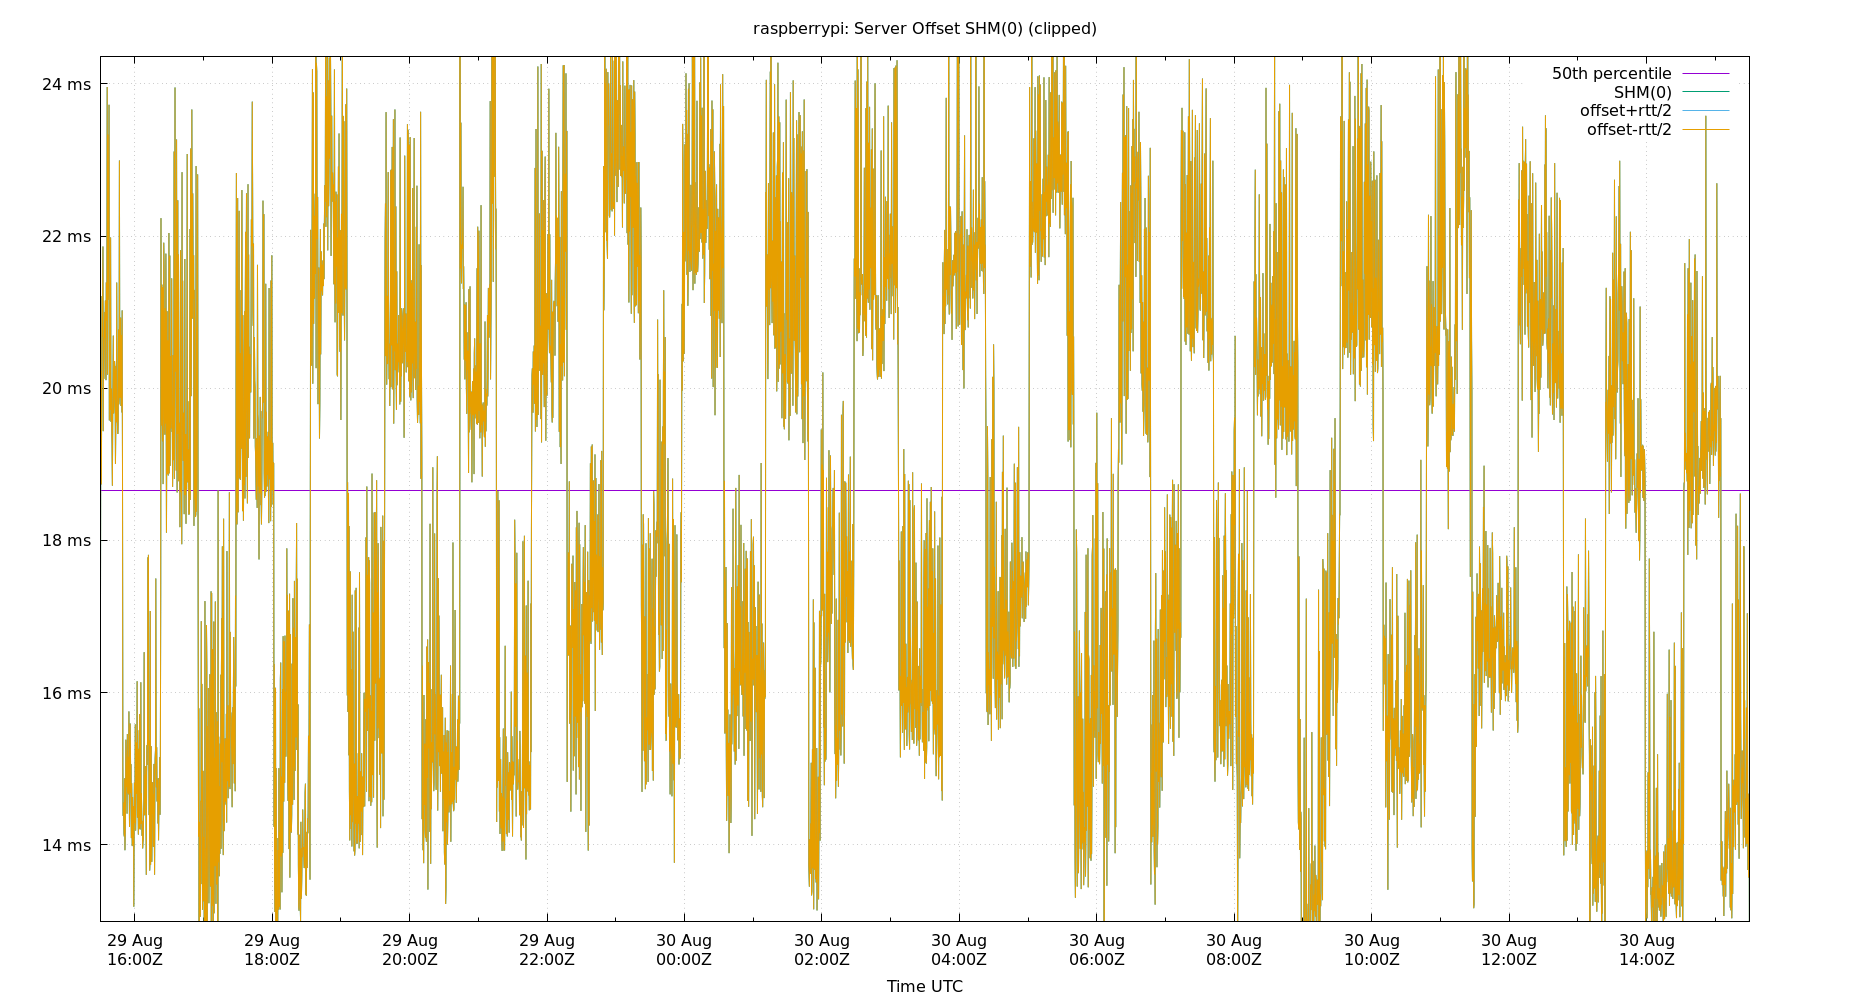 raspberrypi: Server Offset SHM(0) (clipped)
50th percentile
SHM(0)
offset+rtt/2
offset-rtt/2
24 ms
22 ms
20 ms
18 ms
16 ms
14 ms
29 Aug 29 Aug 29 Aug 29 Aug 30 Aug 30 Aug 30 Aug 30 Aug 30 Aug 30 Aug 30 Aug 30 Aug
16:00Z 18:00Z 20:00Z 22:00Z 00:00Z 02:00Z 04:00Z 06:00Z 08:00Z 10:00Z 12:00Z 14:00Z
Time UTC